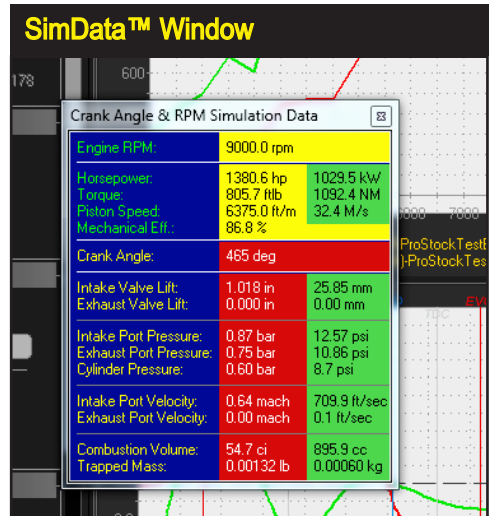 SimData™ Window
178
600
Crank Angle & RPM Simulation Data
Engine RPM: 9000.0 rpm
Horsepower: 1380.6 hp 1029.5 kW
Torque: 805.7 ftlb 1092.4 NM
Piston Speed: 6375.0 ft/m 32.4 M/s
Mechanical Eff.: 86.8 %
Crank Angle: 465 deg
Intake Valve Lift: 1.018 in 25.85 mm
Exhaust Valve Lift: 0.000 in 0.00 mm
Intake Port Pressure: 0.87 bar 12.57 psi
Exhaust Port Pressure: 0.75 bar 10.86 psi
Cylinder Pressure: 0.60 bar 8.7 psi
Intake Port Velocity: 0.64 mach 709.9 ft/sec
Exhaust Port Velocity: 0.00 mach 0.1 ft/sec
Combustion Volume: 54.7 ci 895.9 cc
Trapped Mass: 0.00132 lb 0.00060 kg
7000
ProStockTest
)-ProStockTes
TDC
EV